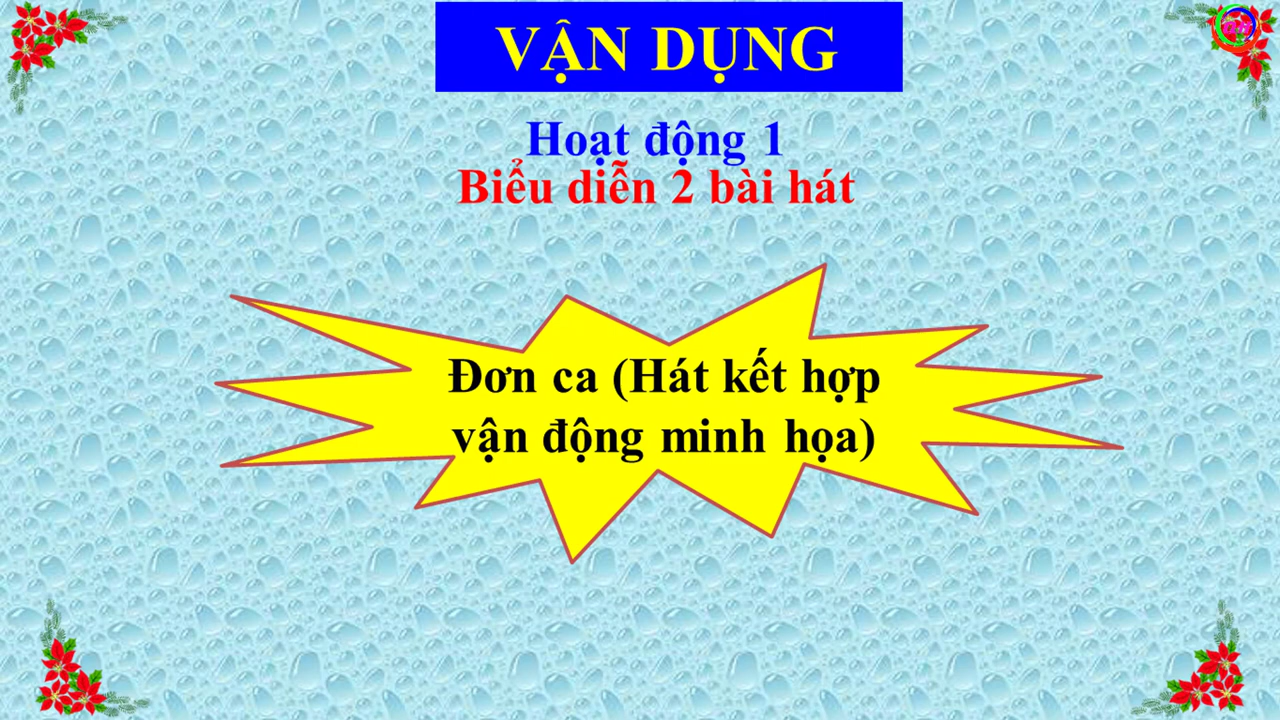 VẬN DỤNG
Hoạt động 1
Biểu diễn 2 bài hát
Đơn ca (Hát kết hợp
vận động minh họa)